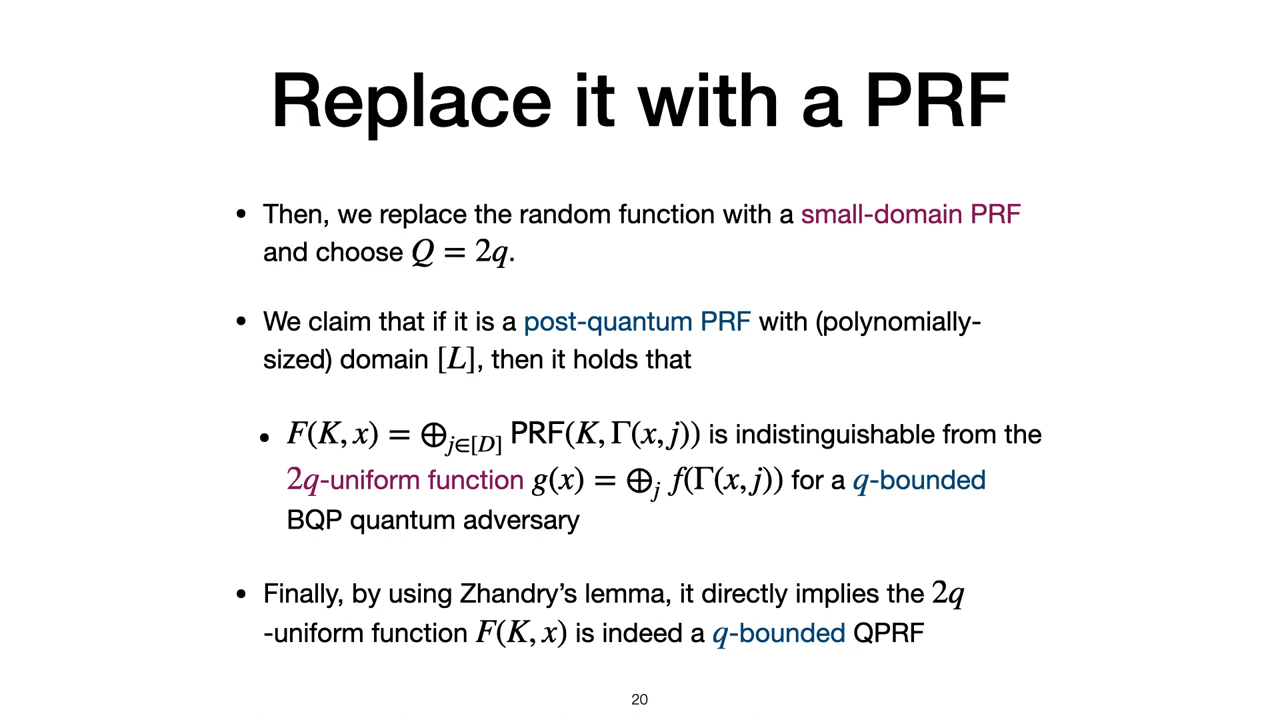 Replace it with a PRF
• Then, we replace the random function with a small-domain PRF
and choose Q = 2q.
• We claim that if it is a post-quantum PRF with (polynomially-
sized) domain [L], then it holds that
• F(K, x) = ⊕_{j∈[D]} PRF(K, Γ(x, j)) is indistinguishable from the
2q-uniform function g(x) = ⊕_j f(Γ(x, j)) for a q-bounded
BQP quantum adversary
• Finally, by using Zhandry’s lemma, it directly implies the 2q
-uniform function F(K, x) is indeed a q-bounded QPRF
20